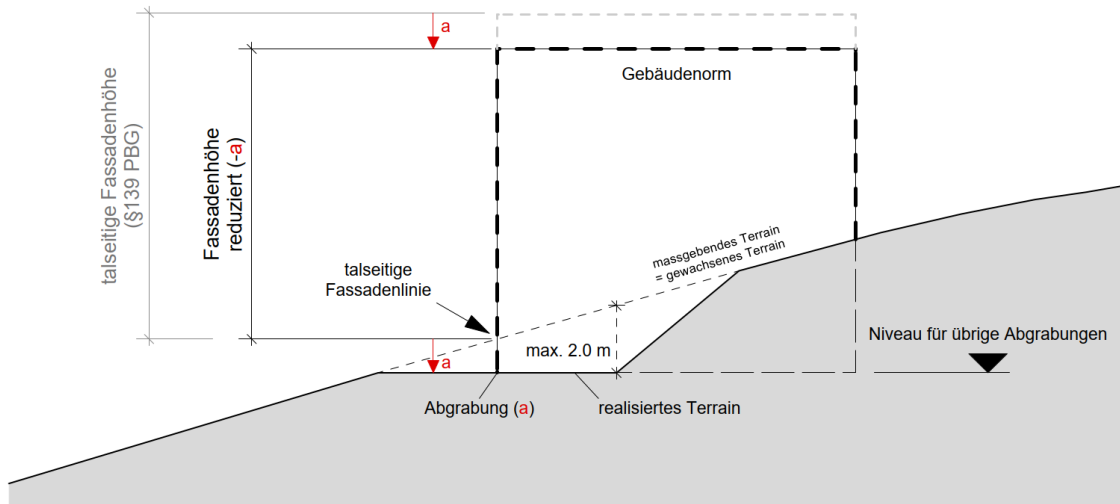 a
Gebäudenorm
talseitige Fassadenhöhe
(§139 PBG)
Fassadenhöhe
reduziert (-a)
massgebendes Terrain
= gewachsenes Terrain
talseitige
Fassadenlinie
Niveau für übrige Abgrabungen
a
max. 2.0 m
Abgrabung (a)
realisiertes Terrain